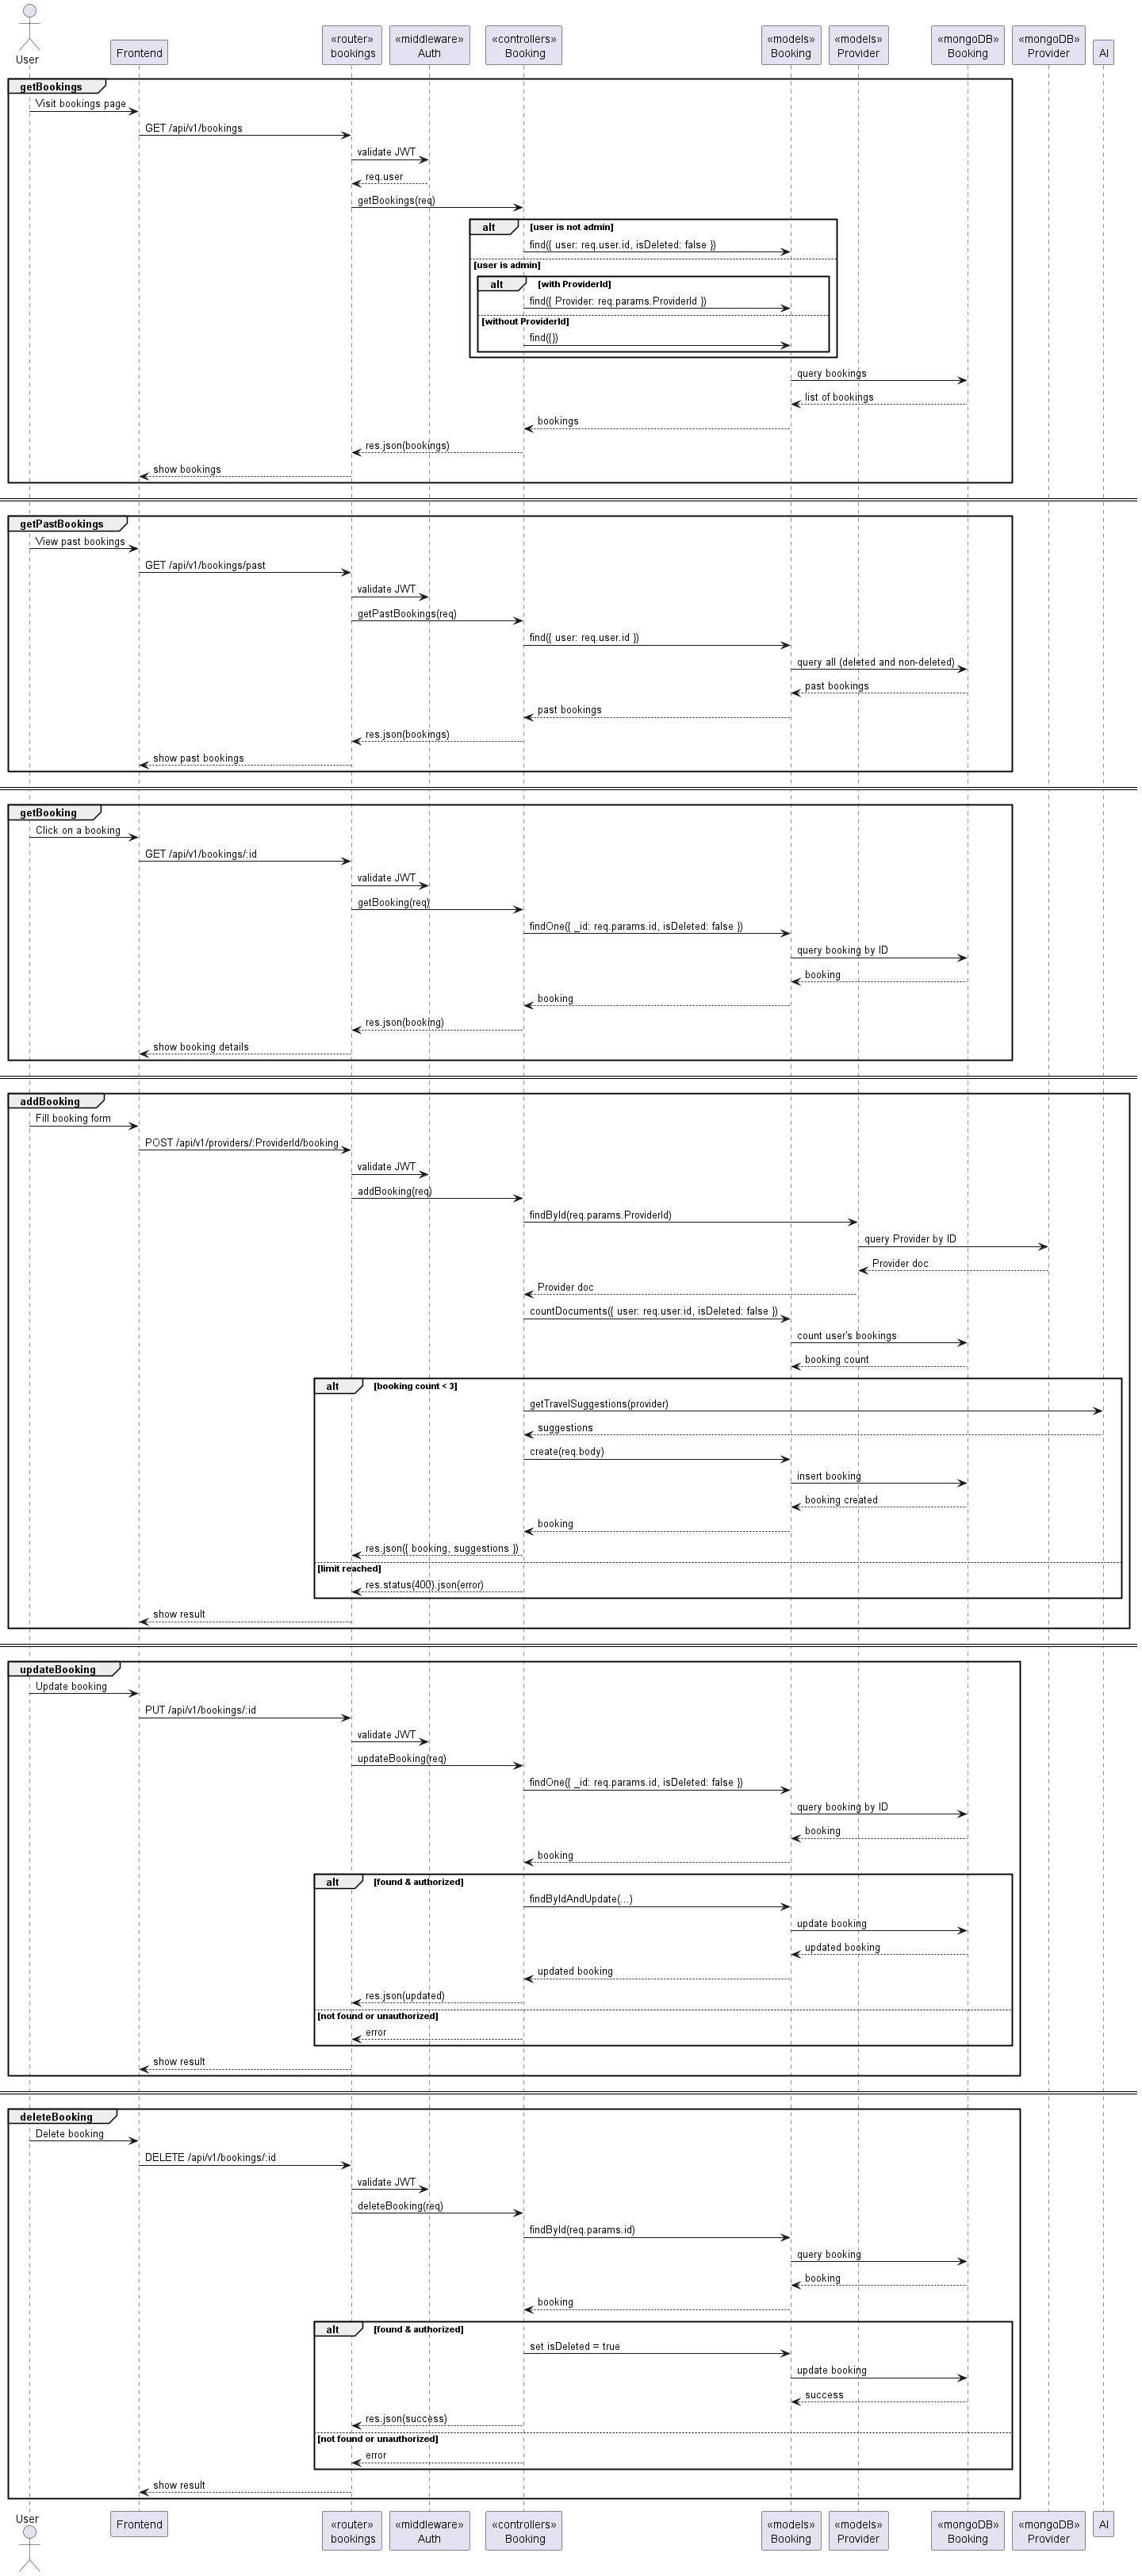 User
Frontend
«router»
bookings
«middleware»
Auth
«controllers»
Booking
«models»
Booking
«models»
Provider
«mongoDB»
Booking
«mongoDB»
Provider
AI
getBookings
Visit bookings page
GET /api/v1/bookings
validate JWT
req.user
getBookings(req)
alt [user is not admin]
find({ user: req.user.id, isDeleted: false })
[user is admin]
alt [with ProviderId]
find({ Provider: req.params.ProviderId })
[without ProviderId]
find({})
query bookings
list of bookings
bookings
res.json(bookings)
show bookings
getPastBookings
View past bookings
GET /api/v1/bookings/past
validate JWT
getPastBookings(req)
find({ user: req.user.id })
query all (deleted and non-deleted)
past bookings
past bookings
res.json(bookings)
show past bookings
getBooking
Click on a booking
GET /api/v1/bookings/:id
validate JWT
getBooking(req)
findOne({ _id: req.params.id, isDeleted: false })
query booking by ID
booking
booking
res.json(booking)
show booking details
addBooking
Fill booking form
POST /api/v1/providers/:ProviderId/booking
validate JWT
addBooking(req)
findById(req.params.ProviderId)
query Provider by ID
Provider doc
Provider doc
countDocuments({ user: req.user.id, isDeleted: false })
count user's bookings
booking count
alt [booking count < 3]
getTravelSuggestions(provider)
suggestions
create(req.body)
insert booking
booking created
booking
res.json({ booking, suggestions })
[limit reached]
res.status(400).json(error)
show result
updateBooking
Update booking
PUT /api/v1/bookings/:id
validate JWT
updateBooking(req)
findOne({ _id: req.params.id, isDeleted: false })
query booking by ID
booking
booking
alt [found & authorized]
findByIdAndUpdate(...)
update booking
updated booking
updated booking
res.json(updated)
[not found or unauthorized]
error
show result
deleteBooking
Delete booking
DELETE /api/v1/bookings/:id
validate JWT
deleteBooking(req)
findById(req.params.id)
query booking
booking
booking
alt [found & authorized]
set isDeleted = true
update booking
success
res.json(success)
[not found or unauthorized]
error
show result
User
Frontend
«router»
bookings
«middleware»
Auth
«controllers»
Booking
«models»
Booking
«models»
Provider
«mongoDB»
Booking
«mongoDB»
Provider
AI